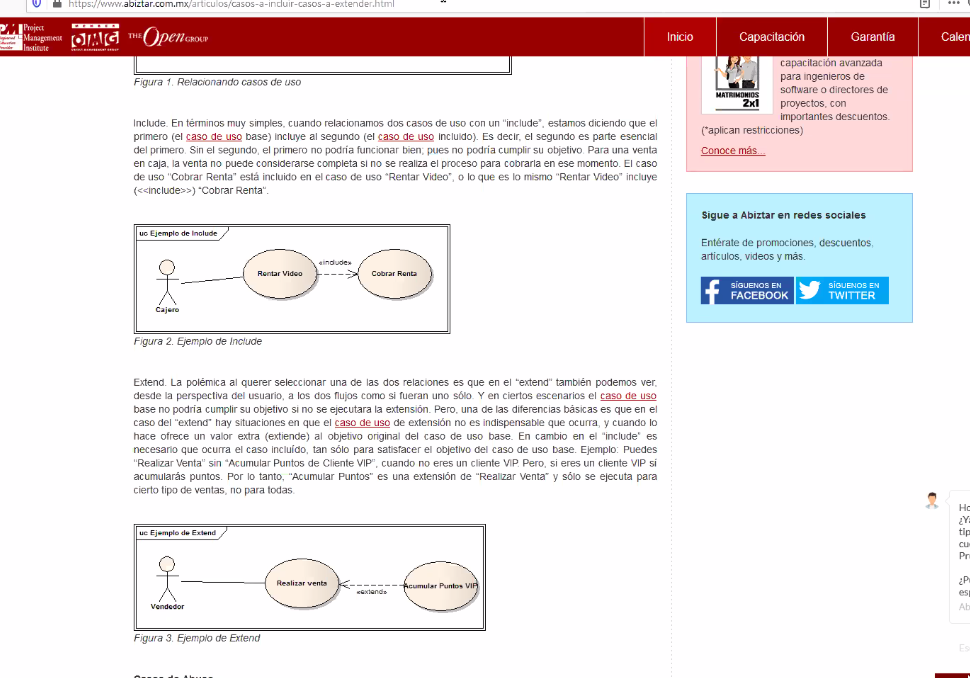 https://www.abiztar.com.mx/articulos/casos-a-incluir-casos-a-extender.html
Project
Management
Institute
OMG
THE Open GROUP
Inicio
Capacitación
Garantía
Calen
Figura 1. Relacionando casos de uso
Include. En términos muy simples, cuando relacionamos dos casos de uso con un “include”, estamos diciendo que el
primero (el caso de uso base) incluye al segundo (el caso de uso incluido). Es decir, el segundo es parte esencial
del primero. Sin el segundo, el primero no podría funcionar bien; pues no podría cumplir su objetivo. Para una venta
en caja, la venta no puede considerarse completa si no se realiza el proceso para cobrarla en ese momento. El caso
de uso “Cobrar Renta” está incluido en el caso de uso “Rentar Video”, o lo que es lo mismo “Rentar Video” incluye
(<<include>>) “Cobrar Renta”.
uc Ejemplo de Include
Rentar Video
«include»
Cobrar Renta
Cajero
Figura 2. Ejemplo de Include
Extend. La polémica al querer seleccionar una de las dos relaciones es que en el “extend” también podemos ver,
desde la perspectiva del usuario, a los dos flujos como si fueran uno sólo. Y en ciertos escenarios el caso de uso
base no podría cumplir su objetivo si no se ejecutara la extensión. Pero, una de las diferencias básicas es que en el
caso del “extend” hay situaciones en que el caso de uso de extensión no es indispensable que ocurra, y cuando lo
hace ofrece un valor extra (extiende) al objetivo original del caso de uso base. En cambio en el “include” es
necesario que ocurra el caso incluído, tan sólo para satisfacer el objetivo del caso de uso base. Ejemplo: Puedes
“Realizar Venta” sin “Acumular Puntos de Cliente VIP”, cuando no eres un cliente VIP. Pero, si eres un cliente VIP sí
acumularás puntos. Por lo tanto, “Acumular Puntos” es una extensión de “Realizar Venta” y sólo se ejecuta para
cierto tipo de ventas, no para todas.
uc Ejemplo de Extend
Realizar venta
«extend»
Acumular Puntos VIP
Vendedor
Figura 3. Ejemplo de Extend
MATRIMONIOS
2x1
capacitación avanzada
para ingenieros de
software o directores de
proyectos, con
importantes descuentos.
(*aplican restricciones)
Conoce más...
Sigue a Abiztar en redes sociales
Entérate de promociones, descuentos,
artículos, videos y más.
SÍGUENOS EN
FACEBOOK
SÍGUENOS EN
TWITTER
Ho
¿Ya
tip
cu
Pr
¿P
esp
Ab
Es